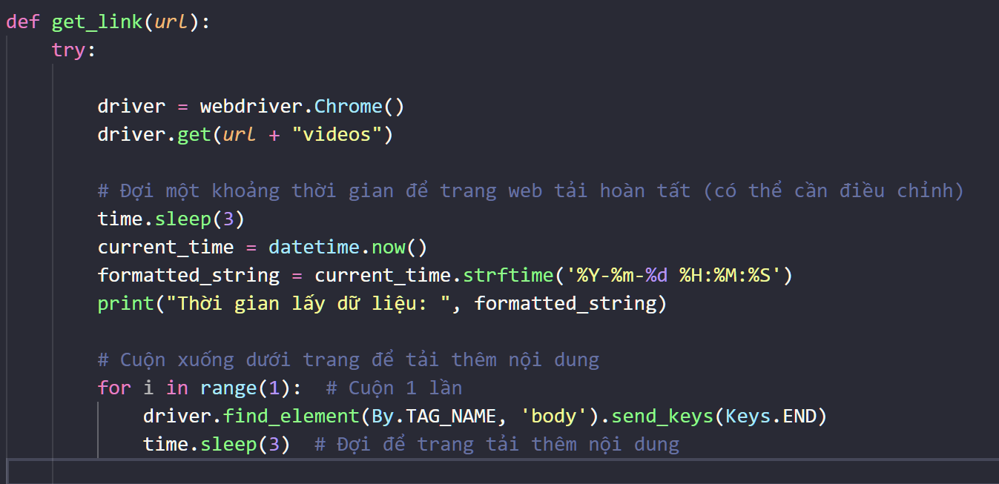 def get_link(url):
    try:
        driver = webdriver.Chrome()
        driver.get(url + "videos")
        # Đợi một khoảng thời gian để trang web tải hoàn tất (có thể cần điều chỉnh)
        time.sleep(3)
        current_time = datetime.now()
        formatted_string = current_time.strftime('%Y-%m-%d %H:%M:%S')
        print("Thời gian lấy dữ liệu: ", formatted_string)
        # Cuộn xuống dưới trang để tải thêm nội dung
        for i in range(1):  # Cuộn 1 lần
            driver.find_element(By.TAG_NAME, 'body').send_keys(Keys.END)
            time.sleep(3)  # Đợi để trang tải thêm nội dung